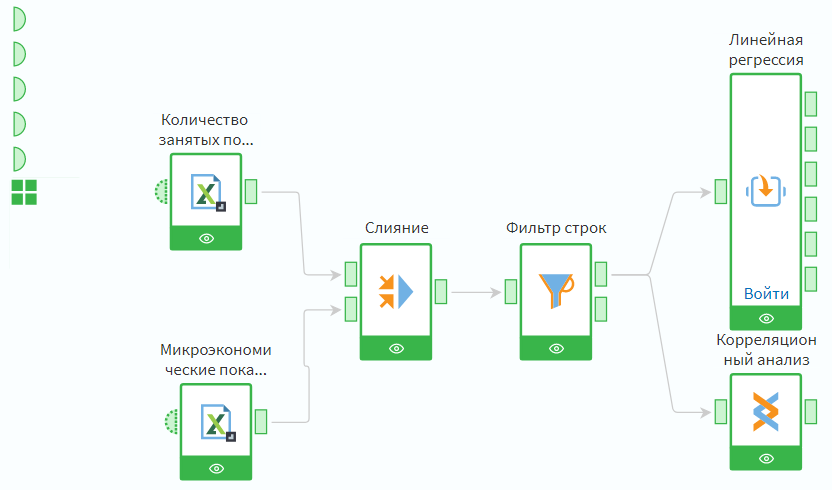 Линейная
регрессия
Количество
занятых по...
Слияние
Фильтр строк
Войти
Микроэкономи
ческие пока...
Корреляцион
ный анализ